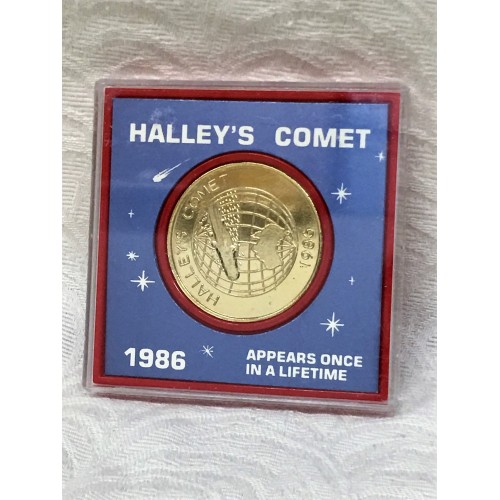 HALLEY'S COMET
HALLEY'S COMET
1986
1986
APPEARS ONCE
IN A LIFETIME